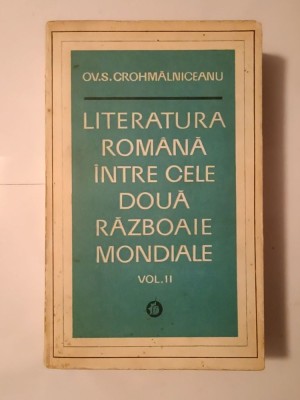 OV.S.CROHMĂLNICEANU
LITERATURA
ROMÂNĂ
ÎNTRE CELE
DOUĂ
RĂZBOAIE
MONDIALE
VOL.II